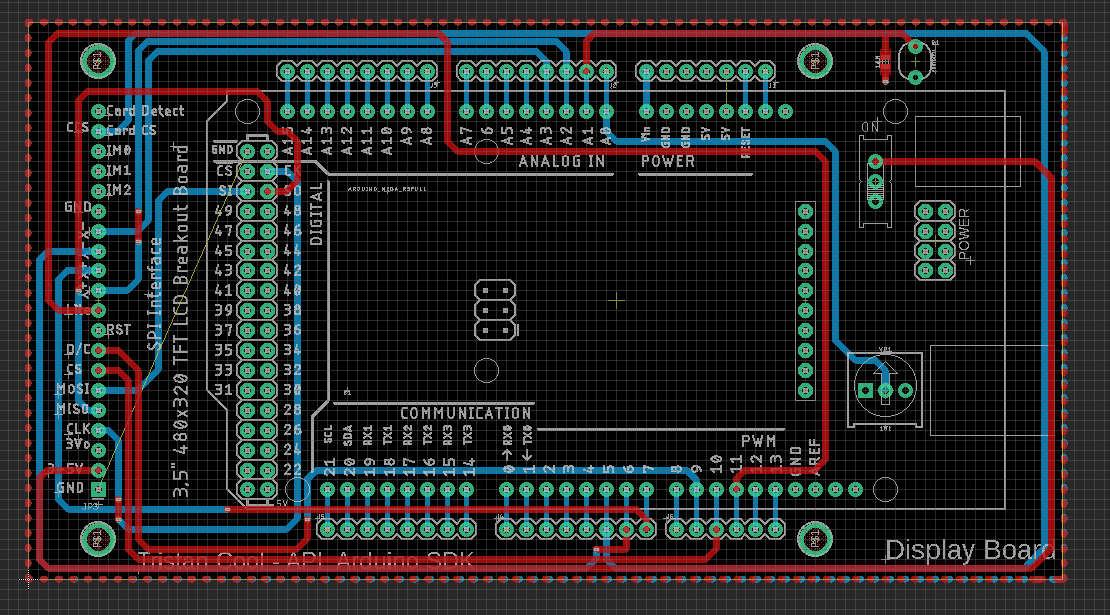 Card Detect
CCS
Card CS
IM0
IM1
IM2
GND
Lite
RST
D/C
CS
MOSI
MISO
CLK
3Vo
5V
GND
SPI Interface
3,5" 480x320 TFT LCD Breakout Board
A15
A14
A13
A12
A11
A10
A9
A8
A7
A6
A5
A4
A3
A2
A1
A0
Vin
GND
GND
5V
5V
RESET
ANALOG IN
POWER
ON
POWER
DIGITAL
ARDUINO_MEGA_R3FULL
GND
CS
SI
49
48
47
46
45
44
43
42
41
40
39
38
37
36
35
34
33
32
31
30
28
26
24
22
5V
COMMUNICATION
SCL
SDA
RX1
TX1
RX2
TX2
RX3
TX3
RX0
TX0
PWM
21
20
19
18
17
16
15
14
0
1
2
3
4
5
6
7
8
9
10
11
12
13
GND
AREF
Tristan Cool - API Arduino SDK
Display Board